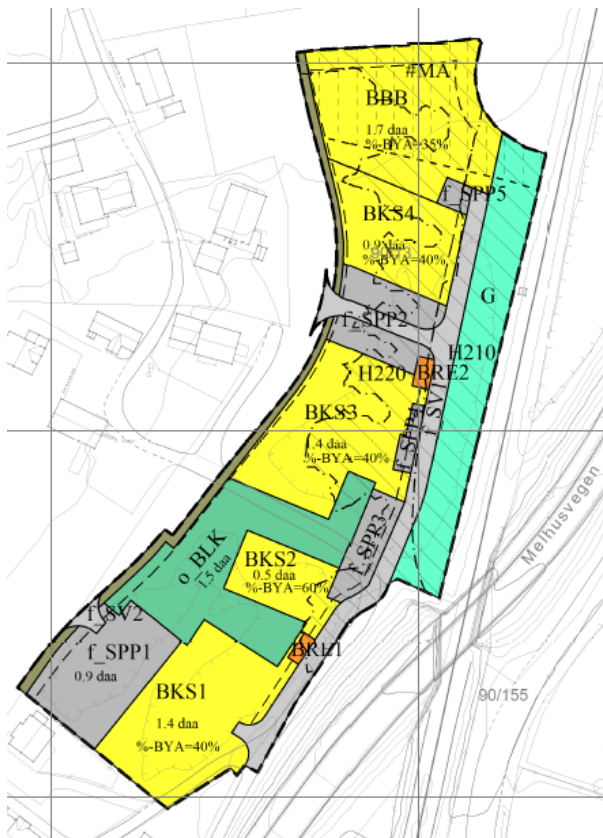 #MA
BBB
1.7 daa
%-BYA=35%
f_SPP5
BKS4
0.9 daa
%-BYA=40%
G
f_SPP2
H210
H220
BRE2
BKS3
1.4 daa
%-BYA=40%
f_SV1
f_SPP3
Melhusvegen
o_BLK
1.5 daa
BKS2
0.5 daa
%-BYA=60%
f_SV2
f_SPP1
0.9 daa
BRE1
BKS1
1.4 daa
%-BYA=40%
90/155